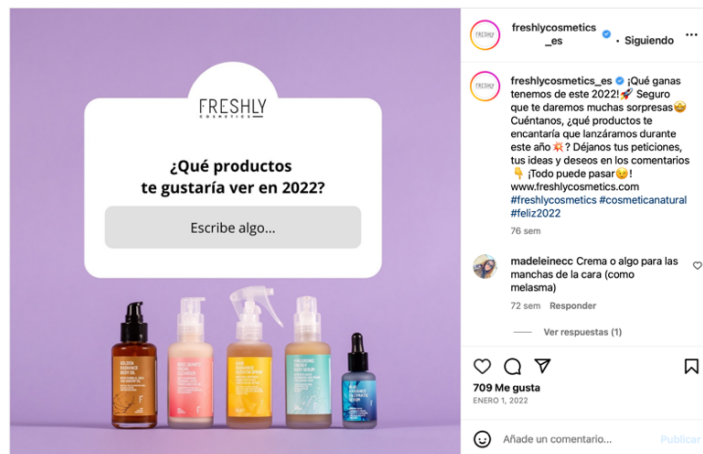 FRESHLY
COSMETICS
¿Qué productos
te gustaría ver en 2022?
Escribe algo...
freshlycosmetics
_es
• Siguiendo
freshlycosmetics_es ¡Qué ganas
tenemos de este 2022!🚀 Seguro
que te daremos muchas sorpresas🤩
Cuéntanos, ¿qué productos te
encantaría que lanzáramos durante
este año 💥? Déjanos tus peticiones,
tus ideas y deseos en los comentarios
👇 ¡Todo puede pasar😉!
www.freshlycosmetics.com
#freshlycosmetics #cosmeticanatural
#feliz2022
76 sem
madeleinecc Crema o algo para las
manchas de la cara (como
melasma)
72 sem Responder
Ver respuestas (1)
709 Me gusta
ENERO 1, 2022
Añade un comentario...
Publicar